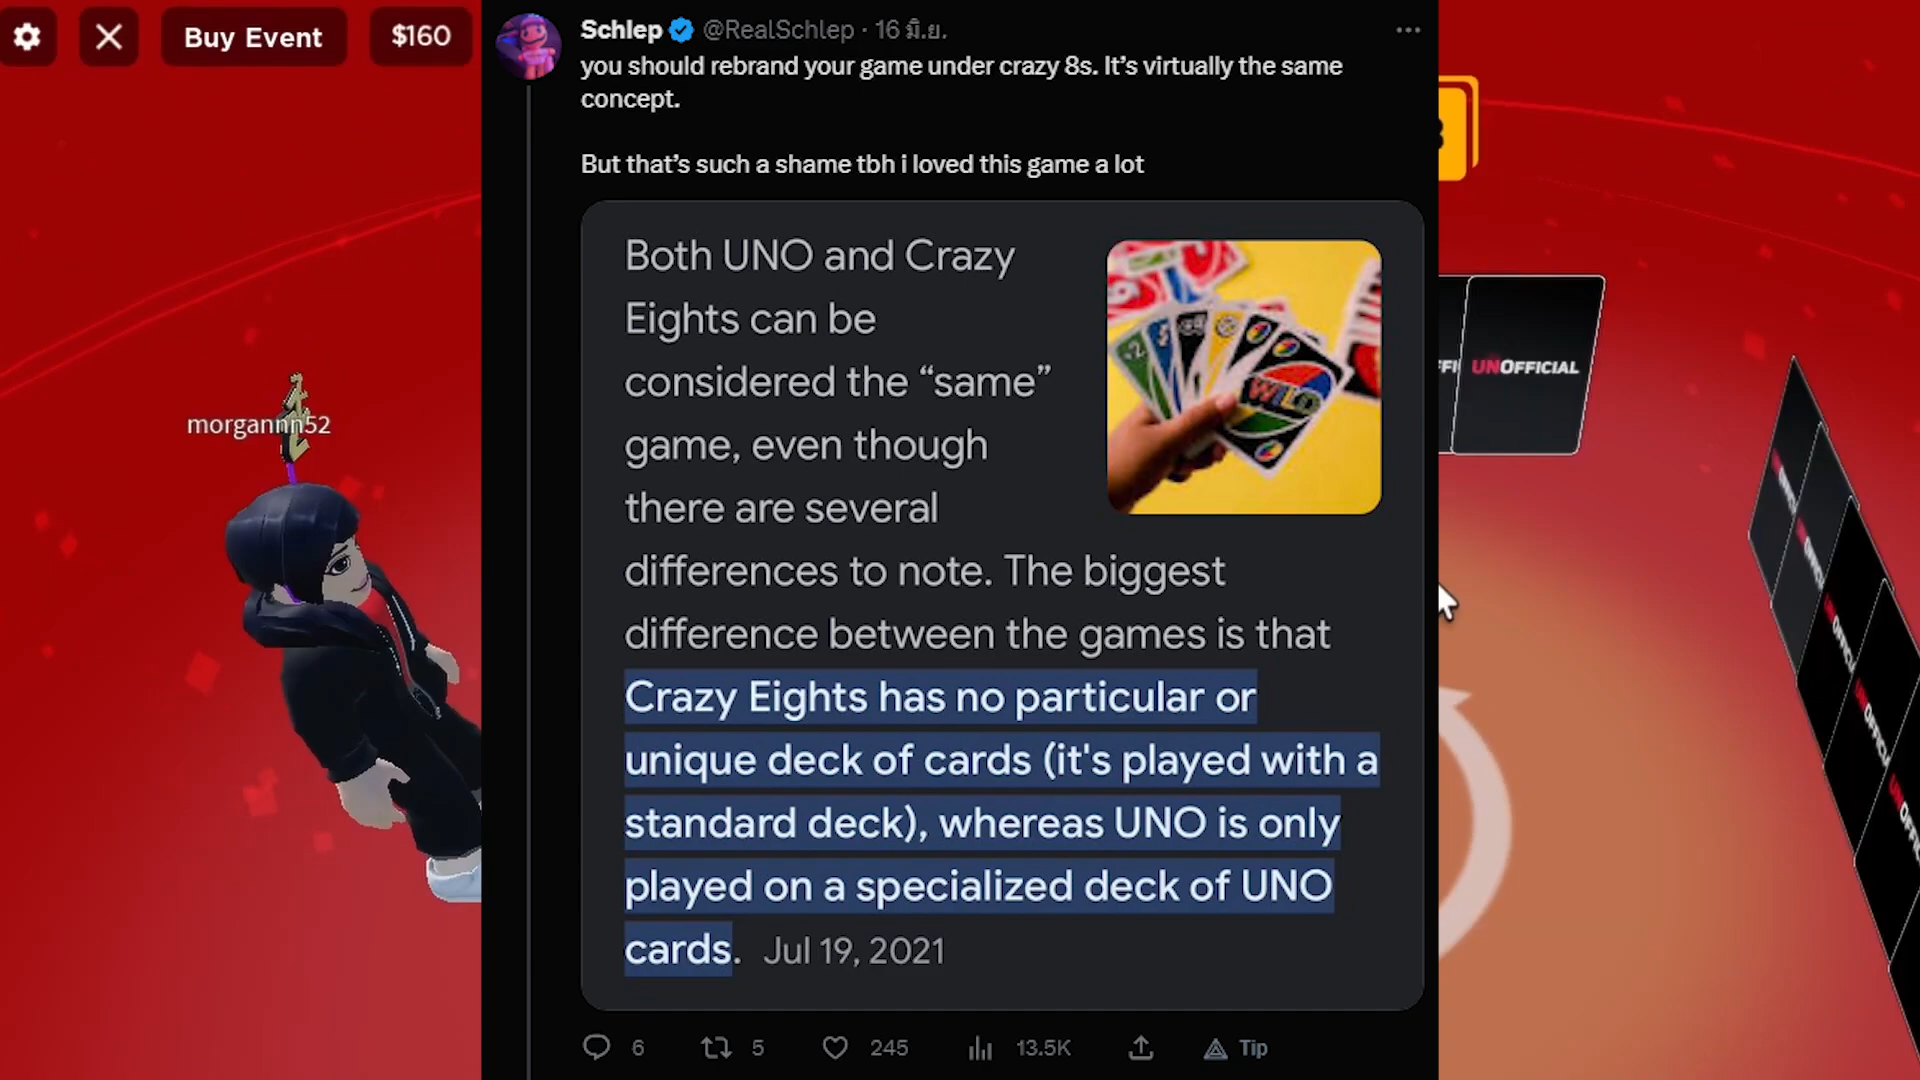 Buy Event
$160
Schlep @RealSchlep · 16 มิ.ย.
you should rebrand your game under crazy 8s. It's virtually the same
concept.
But that's such a shame tbh i loved this game a lot
Both UNO and Crazy
Eights can be
considered the “same”
game, even though
there are several
differences to note. The biggest
difference between the games is that
Crazy Eights has no particular or
unique deck of cards (it's played with a
standard deck), whereas UNO is only
played on a specialized deck of UNO
cards. Jul 19, 2021
+2
WILD
6
5
245
13.5K
Tip
morgannn52
UNOFFICIAL